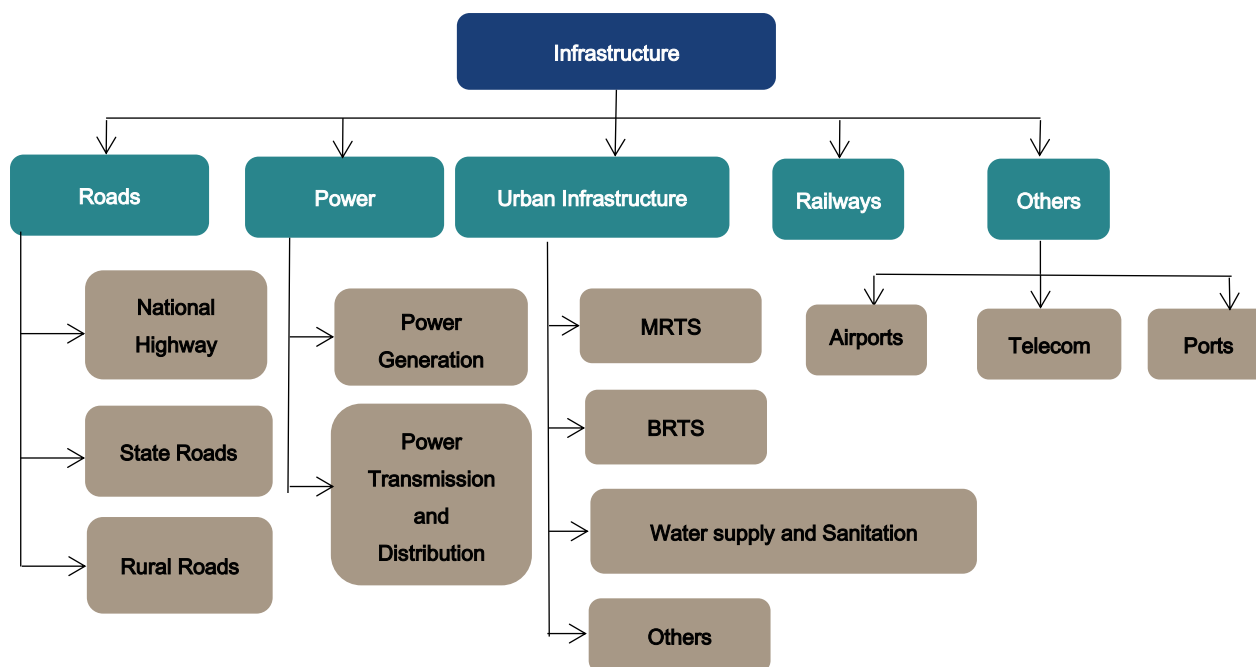 Infrastructure
Roads
Power
Urban Infrastructure
Railways
Others
National
Highway
State Roads
Rural Roads
Power
Generation
Power
Transmission
and
Distribution
MRTS
BRTS
Water supply and Sanitation
Others
Airports
Telecom
Ports